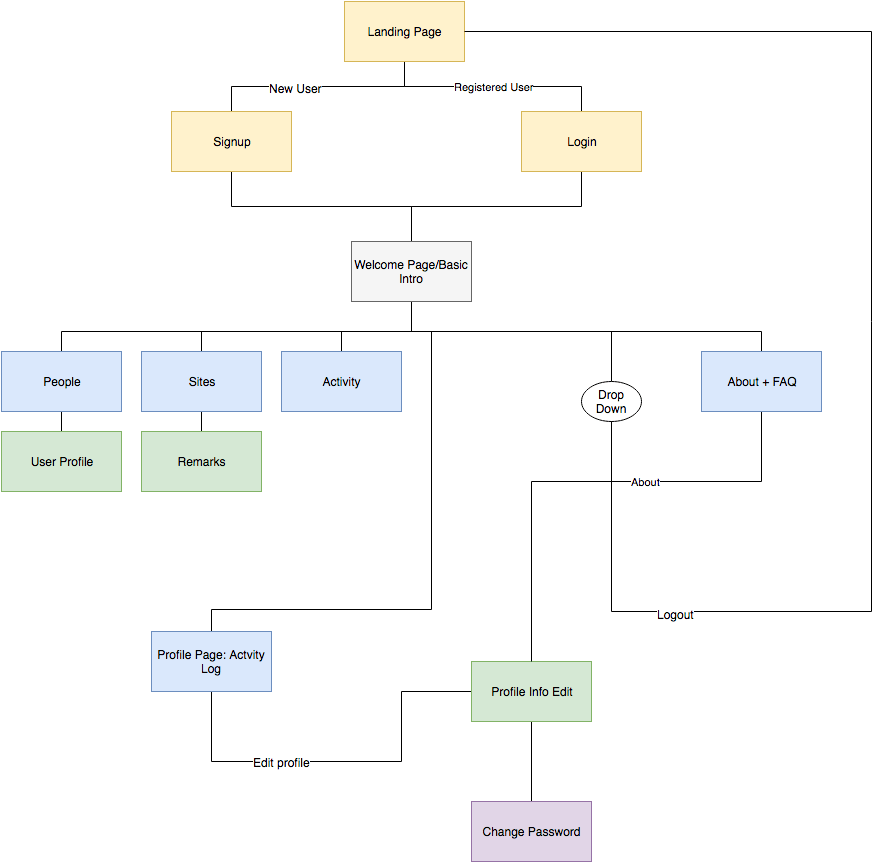 Landing Page
New User
Registered User
Signup
Login
Welcome Page/Basic
Intro
People
Sites
Activity
Drop
Down
About + FAQ
User Profile
Remarks
About
Logout
Profile Page: Actvity
Log
Profile Info Edit
Edit profile
Change Password